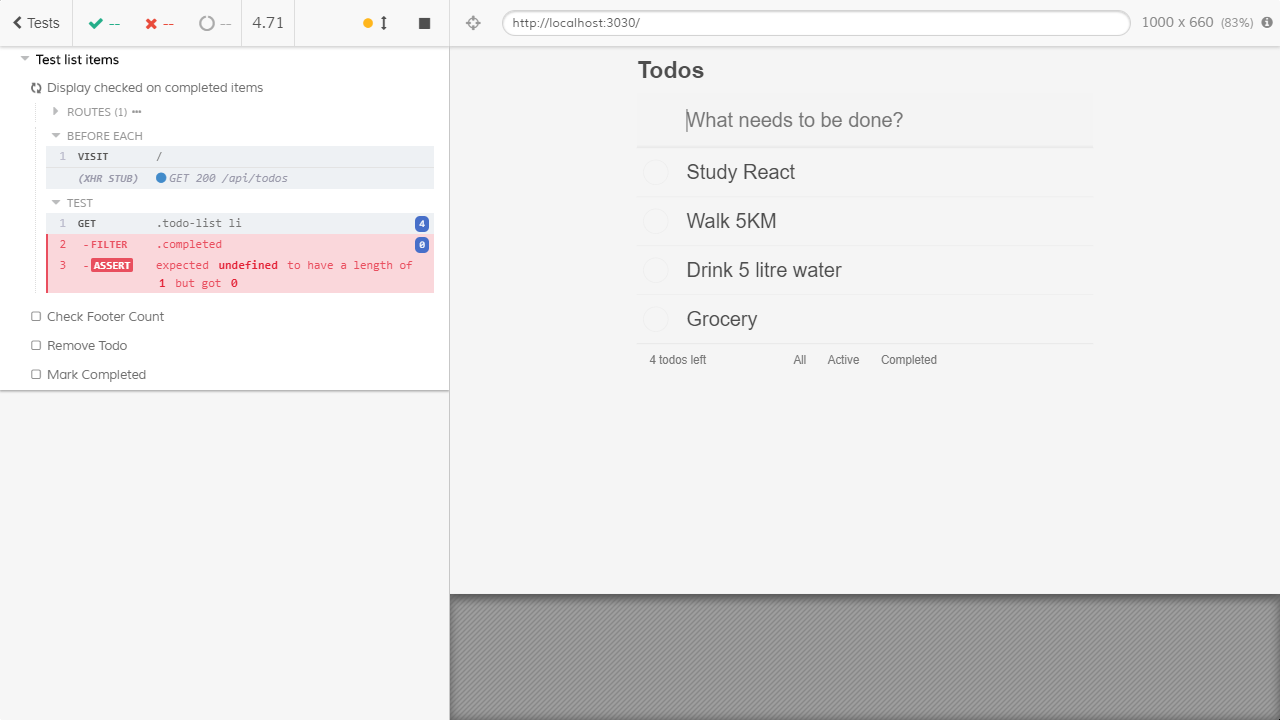 Tests -- -- -- 4.71
http://localhost:3030/ 1000 x 660 (83%)
Test list items
Display checked on completed items
ROUTES (1)
BEFORE EACH
1 VISIT /
(XHR STUB) GET 200 /api/todos
TEST
1 GET .todo-list li 4
2 -FILTER .completed 0
3 -ASSERT expected undefined to have a length of
1 but got 0
Check Footer Count
Remove Todo
Mark Completed
Todos
What needs to be done?
Study React
Walk 5KM
Drink 5 litre water
Grocery
4 todos left All Active Completed